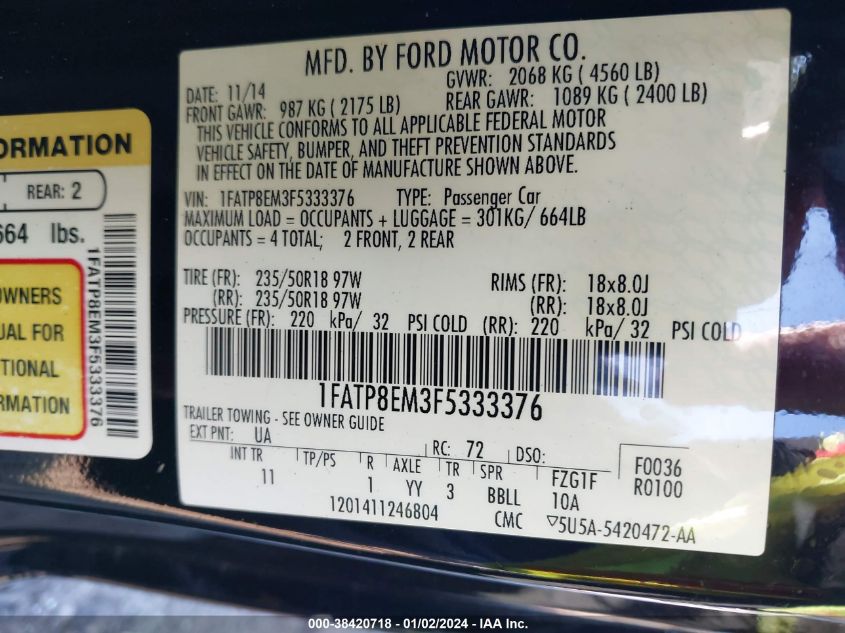 MFD. BY FORD MOTOR CO.
DATE: 11/14
GVWR: 2068 KG ( 4560 LB)
FRONT GAWR: 987 KG ( 2175 LB)
REAR GAWR: 1089 KG ( 2400 LB)
THIS VEHICLE CONFORMS TO ALL APPLICABLE FEDERAL MOTOR
VEHICLE SAFETY, BUMPER, AND THEFT PREVENTION STANDARDS
IN EFFECT ON THE DATE OF MANUFACTURE SHOWN ABOVE.
VIN: 1FATP8EM3F5333376 TYPE: Passenger Car
MAXIMUM LOAD = OCCUPANTS + LUGGAGE = 301KG/ 664LB
OCCUPANTS = 4 TOTAL; 2 FRONT, 2 REAR
TIRE (FR): 235/50R18 97W RIMS (FR): 18x8.0J
(RR): 235/50R18 97W (RR): 18x8.0J
PRESSURE (FR): 220 kPa/ 32 PSI COLD (RR): 220 kPa/ 32 PSI COLD
1FATP8EM3F5333376
TRAILER TOWING - SEE OWNER GUIDE
EXT PNT: UA RC: 72 DSO:
INT TR TP/PS R AXLE TR SPR
11 1 YY 3 BBLL
FZG1F
10A
F0036
R0100
1201411246804 CMC ▽5U5A-5420472-AA
ORMATION
REAR: 2
664 lbs.
OWNERS
UAL FOR
TIONAL
ORMATION
1FATP8EM3F5333376
000-38420718 - 01/02/2024 - IAA Inc.